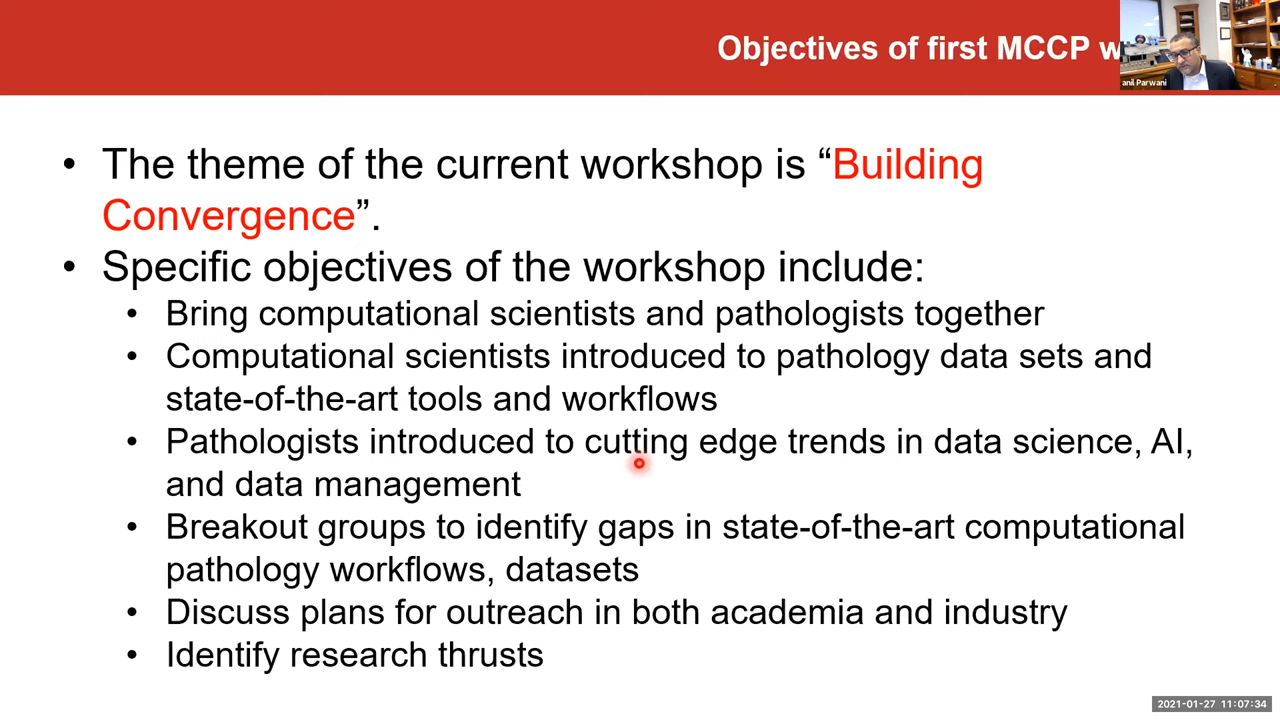 Objectives of first MCCP
anil Parwani
• The theme of the current workshop is “Building
Convergence”.
• Specific objectives of the workshop include:
• Bring computational scientists and pathologists together
• Computational scientists introduced to pathology data sets and
state-of-the-art tools and workflows
• Pathologists introduced to cutting edge trends in data science, AI,
and data management
• Breakout groups to identify gaps in state-of-the-art computational
pathology workflows, datasets
• Discuss plans for outreach in both academia and industry
• Identify research thrusts
2021-01-27 11:07:34